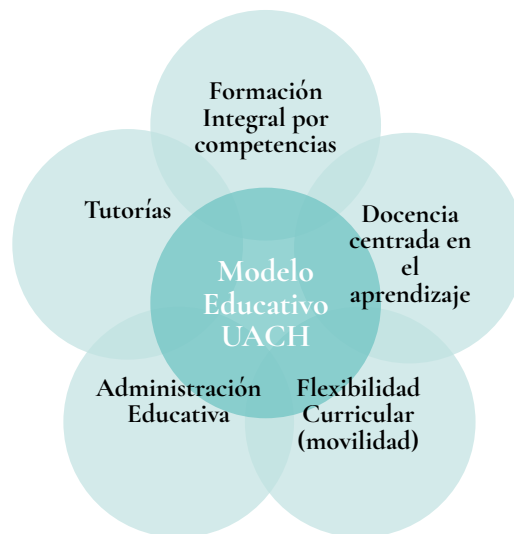 Formación
Integral por
competencias
Tutorías
Docencia
centrada en
el
aprendizaje
Modelo
Educativo
UACH
Administración
Educativa
Flexibilidad
Curricular
(movilidad)